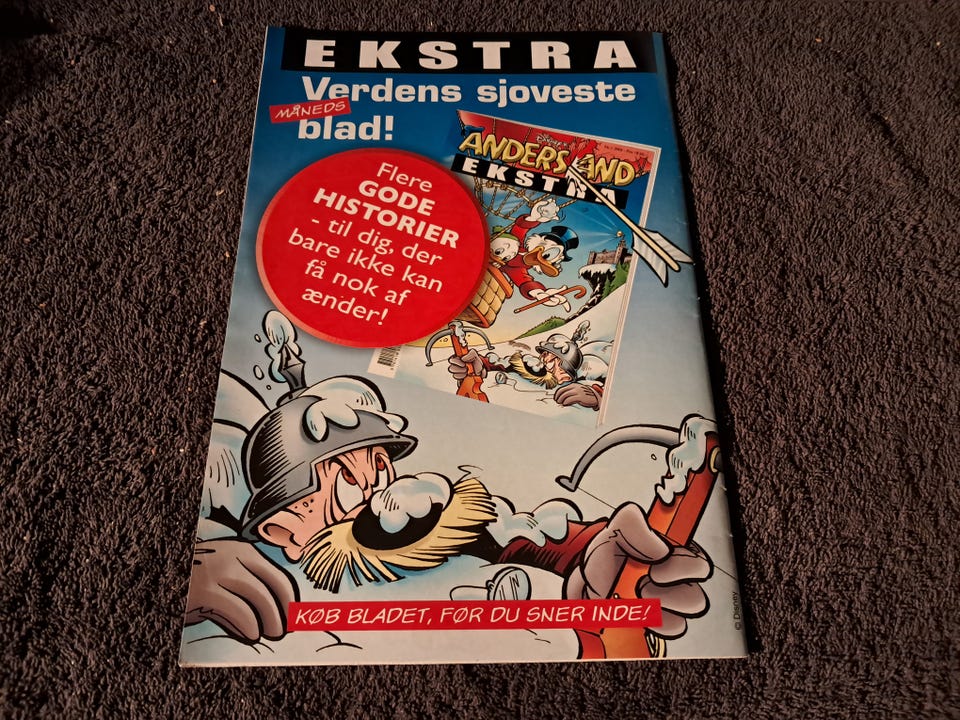 EKSTRA
Verdens sjoveste
MÅNEDS
blad!
Disney's
ANDERS AND
EKSTRA
Flere
GODE
HISTORIER
- til dig, der
bare ikke kan
få nok af
ænder!
KØB BLADET, FØR DU SNER INDE!
© Disney